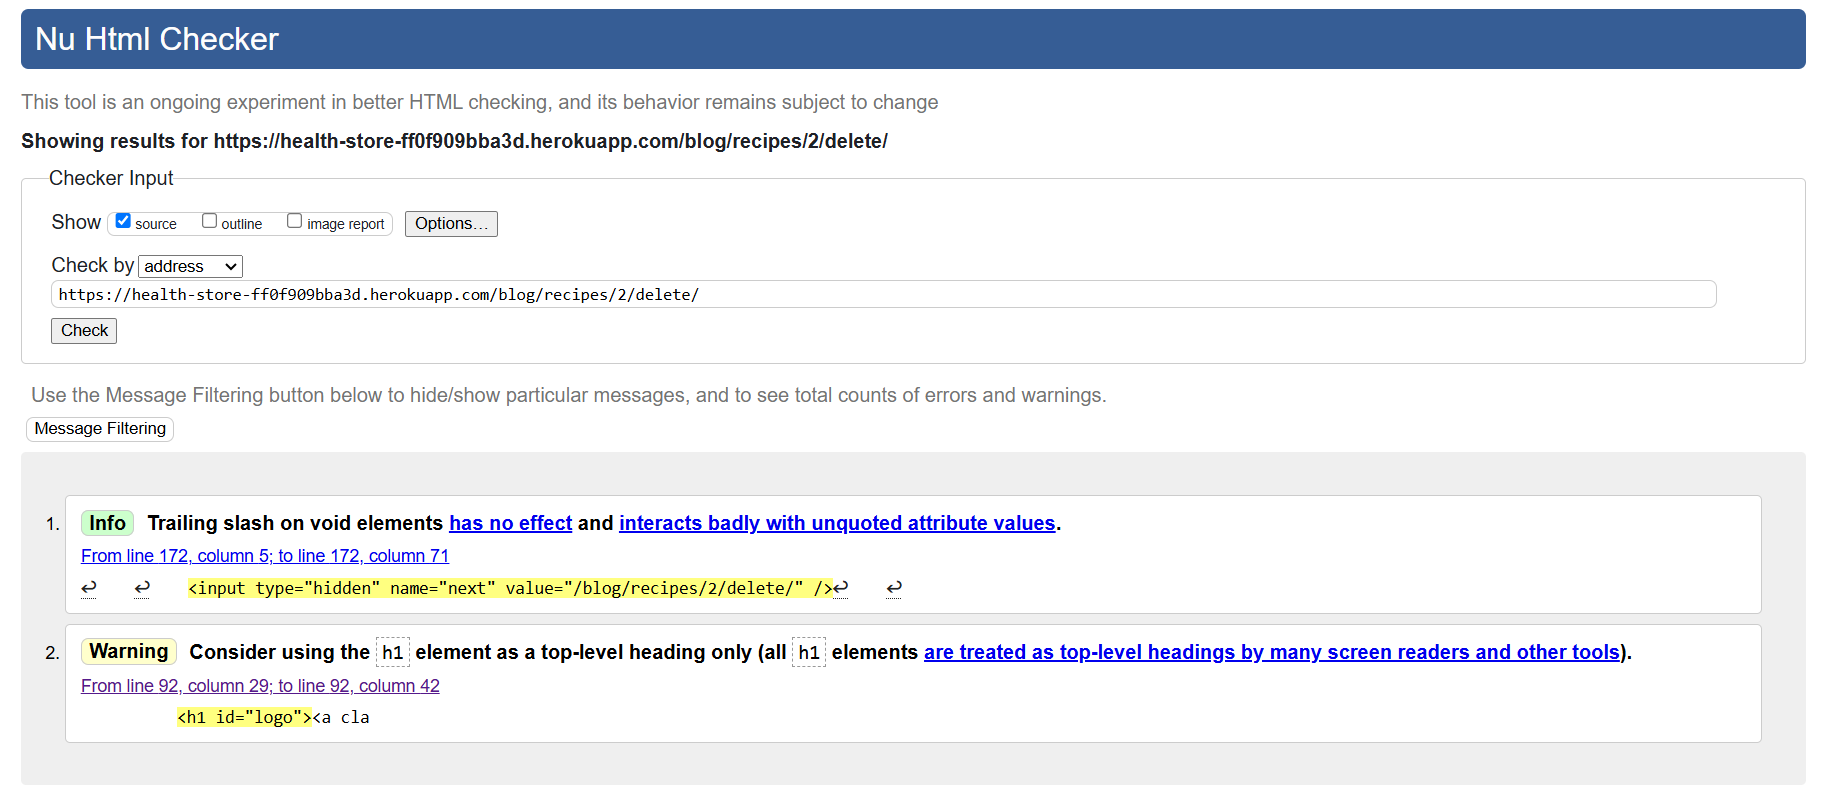 Nu Html Checker
This tool is an ongoing experiment in better HTML checking, and its behavior remains subject to change
Showing results for https://health-store-ff0f909bba3d.herokuapp.com/blog/recipes/2/delete/
Checker Input
Show source outline image report Options...
Check by address
https://health-store-ff0f909bba3d.herokuapp.com/blog/recipes/2/delete/
Check
Use the Message Filtering button below to hide/show particular messages, and to see total counts of errors and warnings.
Message Filtering
1. Info Trailing slash on void elements has no effect and interacts badly with unquoted attribute values.
From line 172, column 5; to line 172, column 71
↩ ↩ <input type="hidden" name="next" value="/blog/recipes/2/delete/" />↩ ↩
2. Warning Consider using the h1 element as a top-level heading only (all h1 elements are treated as top-level headings by many screen readers and other tools).
From line 92, column 29; to line 92, column 42
<h1 id="logo"><a cla